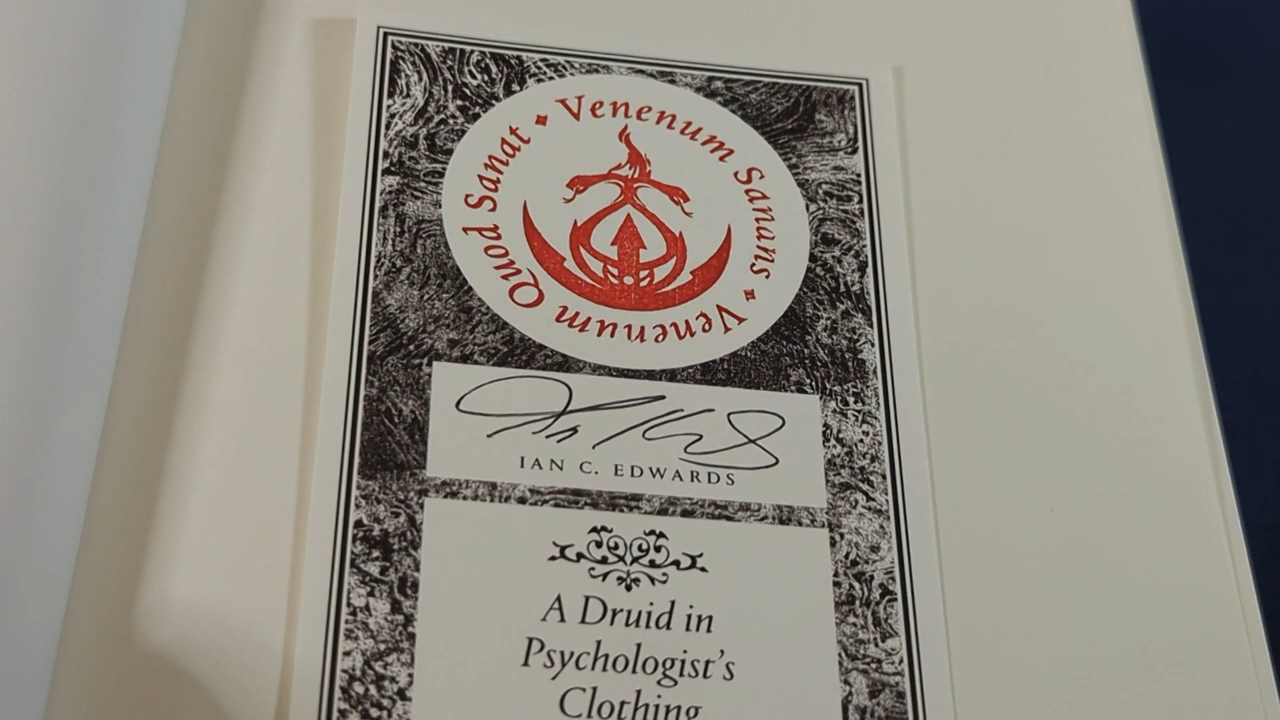 Venenum Sanans • Venenum Quod Sanat •
IAN C. EDWARDS
A Druid in
Psychologist's
Clothing